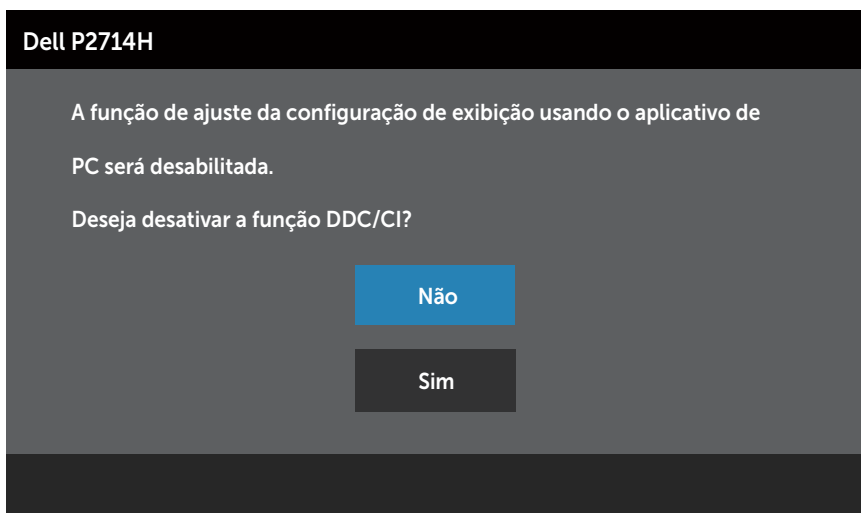 Dell P2714H
A função de ajuste da configuração de exibição usando o aplicativo de
PC será desabilitada.
Deseja desativar a função DDC/CI?
Não
Sim